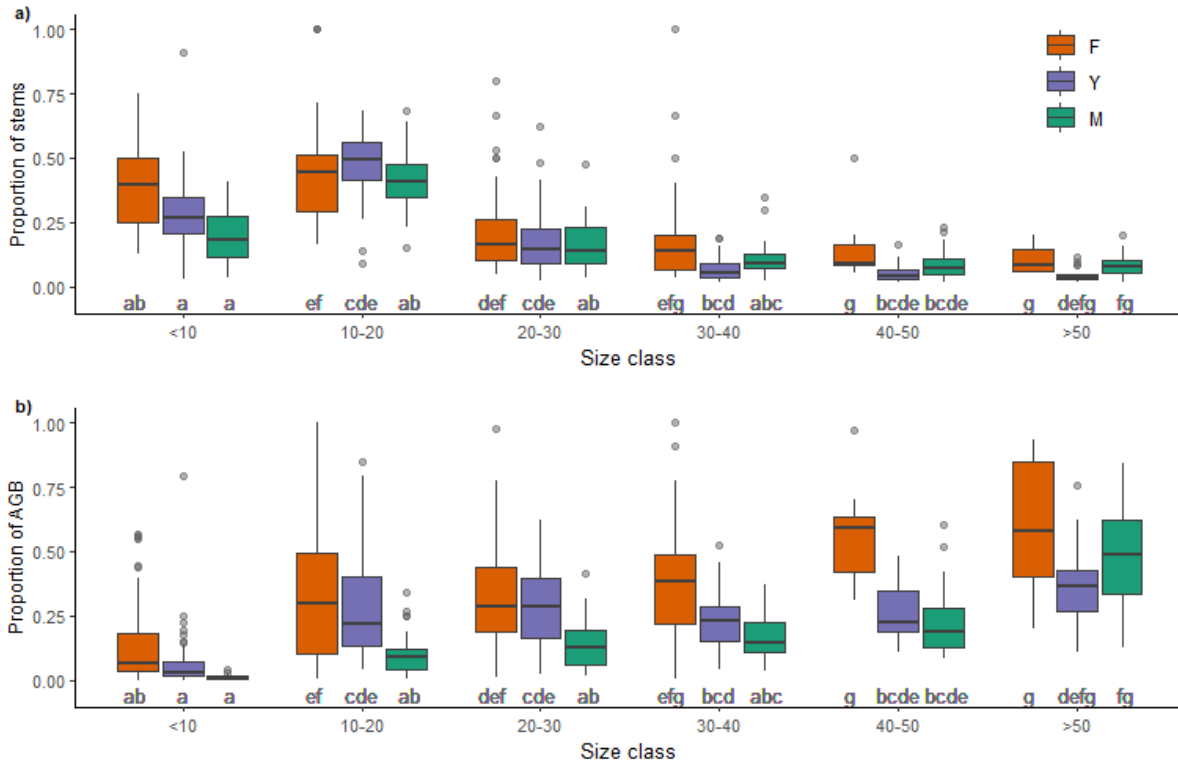 a)
1.00
0.75
0.50
0.25
0.00
Proportion of stems
F
Y
M
ab a a ef cde ab def cde ab efg bcd abc g bcde bcde g defg fg
<10 10-20 20-30 30-40 40-50 >50
Size class
b)
1.00
0.75
0.50
0.25
0.00
Proportion of AGB
ab a a ef cde ab def cde ab efg bcd abc g bcde bcde g defg fg
<10 10-20 20-30 30-40 40-50 >50
Size class